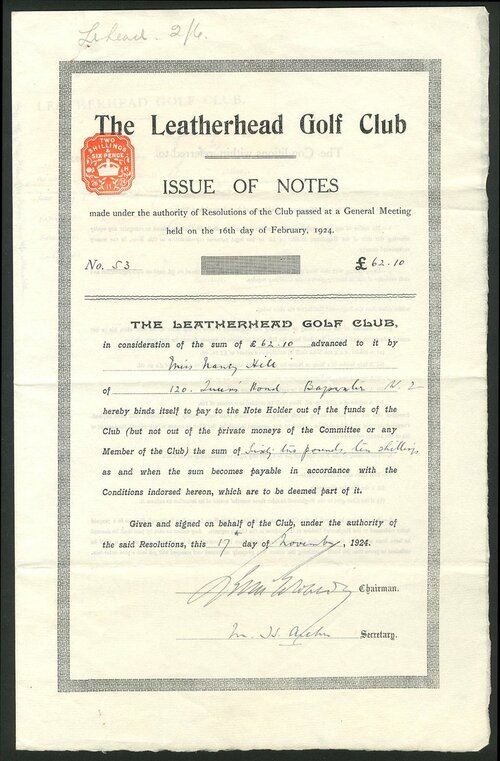 L.head. 2/6.
The Leatherhead Golf Club
TWO
SHILLINGS
&
SIX PENCE
ISSUE OF NOTES
made under the authority of Resolutions of the Club passed at a General Meeting
held on the 16th day of February, 1924.
No. 53
£ 62.10
THE LEATHERHEAD GOLF CLUB,
in consideration of the sum of £62.10 advanced to it by
Miss Hill
of 120. Road,
hereby binds itself to pay to the Note Holder out of the funds of the
Club (but not out of the private moneys of the Committee or any
Member of the Club) the sum of Sixty two pounds, ten shillings
as and when the sum becomes payable in accordance with the
Conditions indorsed hereon, which are to be deemed part of it.
Given and signed on behalf of the Club, under the authority of
the said Resolutions, this 17th day of November, 1924.
Chairman.
Secretary.